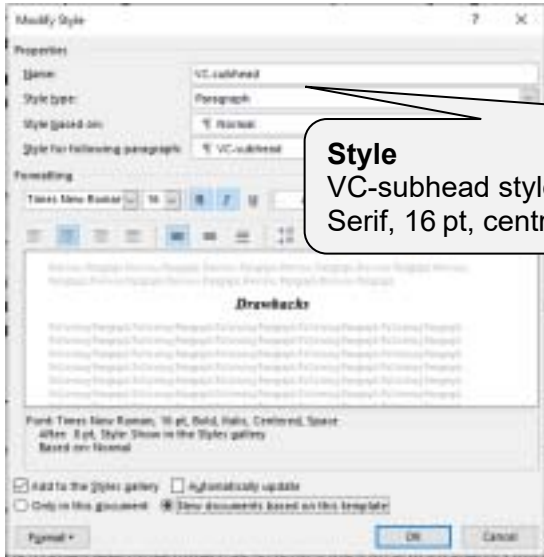 Modify Style ? ×
Properties
Name: VC-subhead
Style type: Paragraph
Style based on: ¶ Normal
Style for following paragraph: ¶ VC-subhead
Style
VC-subhead style
Serif, 16 pt, centr
Formatting
Times New Roman 16 B I U
Drawbacks
Font: Times New Roman, 16 pt, Bold, Italic, Centered, Space
After: 8 pt, Style: Show in the Styles gallery
Based on: Normal
Add to the Styles gallery Automatically update
Only in this document New documents based on this template
Format OK Cancel